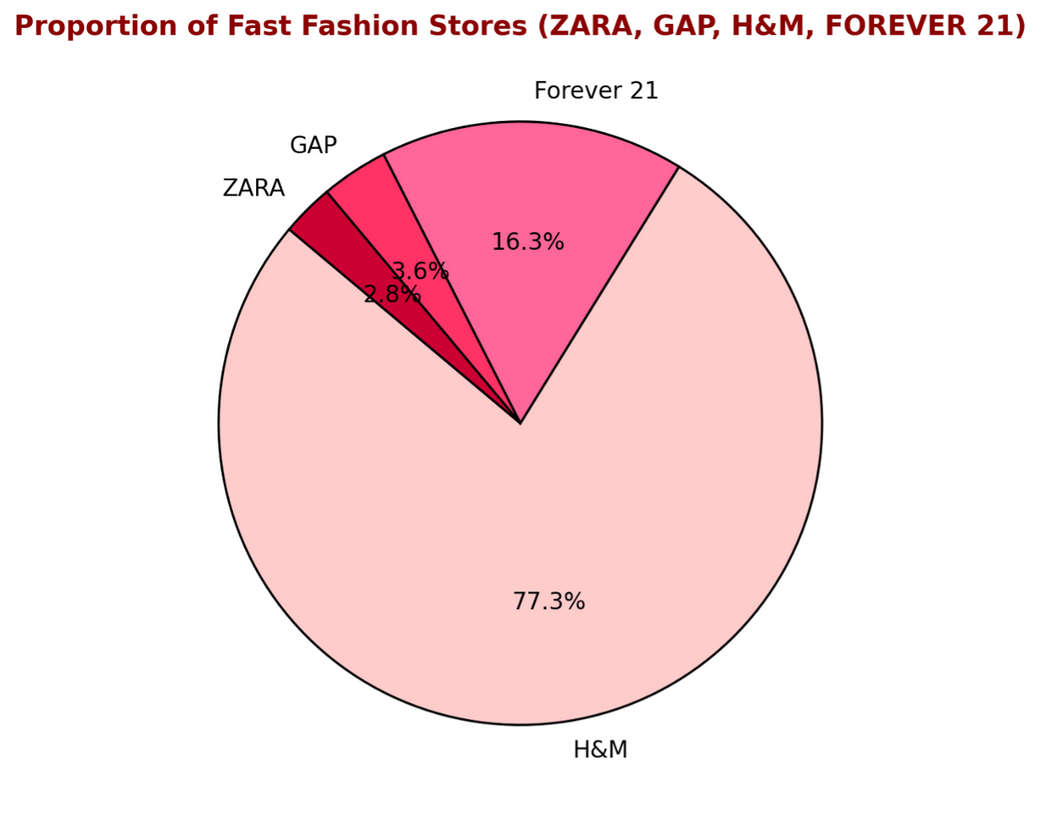 Proportion of Fast Fashion Stores (ZARA, GAP, H&M, FOREVER 21)
Forever 21
GAP
ZARA
16.3%
3.6%
2.8%
77.3%
H&M